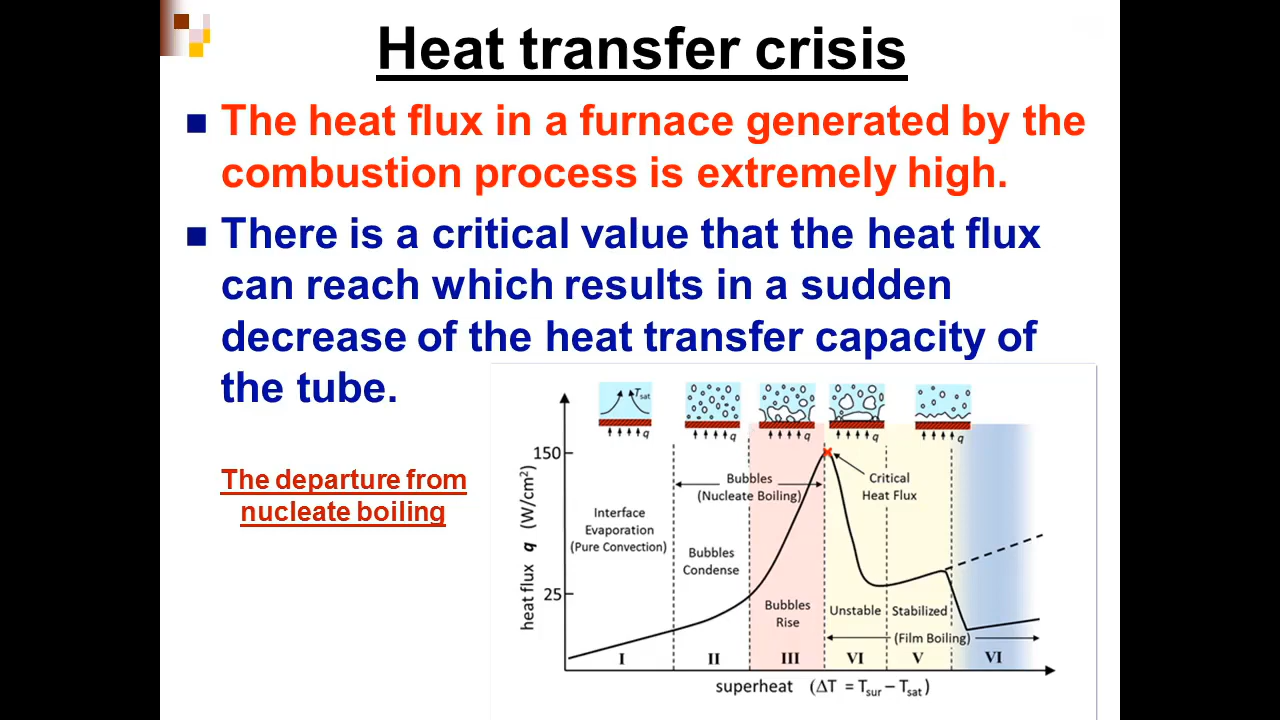 Heat transfer crisis
The heat flux in a furnace generated by the
combustion process is extremely high.
There is a critical value that the heat flux
can reach which results in a sudden
decrease of the heat transfer capacity of
the tube.
The departure from
nucleate boiling
Tsat
q
q
q
q
q
150
25
heat flux q (W/cm²)
Interface
Evaporation
(Pure Convection)
Bubbles
(Nucleate Boiling)
Bubbles
Condense
Bubbles
Rise
Critical
Heat Flux
Unstable
Stabilized
(Film Boiling)
I
II
III
VI
V
VI
superheat (ΔT = Tsur – Tsat)